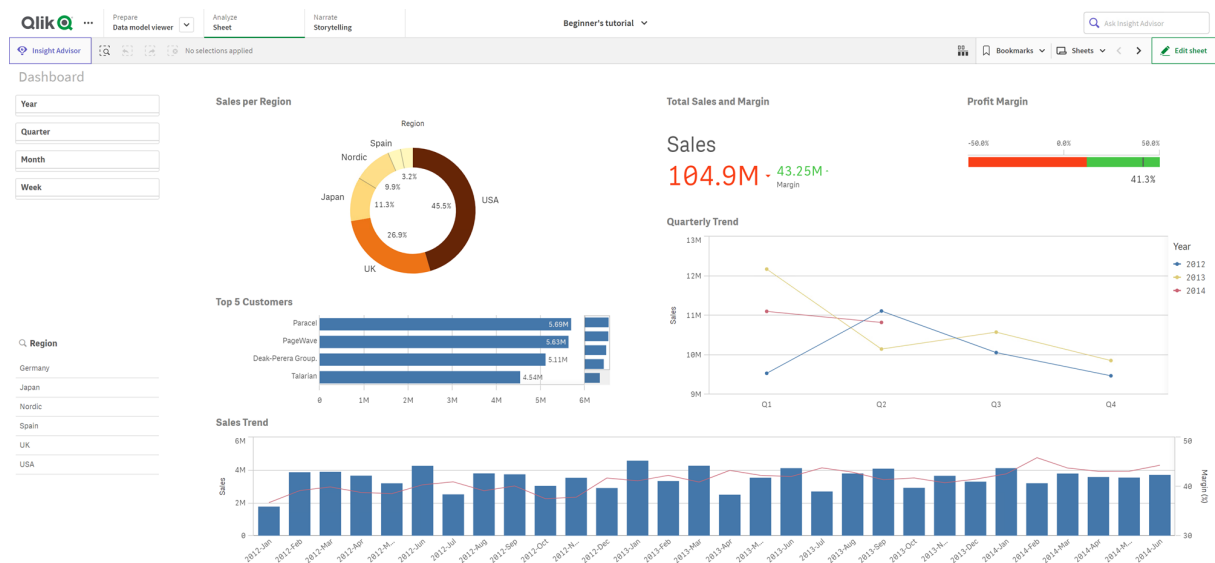 Qlik
Prepare
Data model viewer
Analyze
Sheet
Narrate
Storytelling
Beginner's tutorial
Ask Insight Advisor
Insight Advisor
No selections applied
Bookmarks
Sheets
Edit sheet
Dashboard
Year
Quarter
Month
Week
Region
Germany
Japan
Nordic
Spain
UK
USA
Sales per Region
Region
Spain
Nordic
Japan
UK
USA
3.2%
9.9%
11.3%
26.9%
45.5%
Total Sales and Margin
Sales
104.9M
43.25M
Margin
Profit Margin
-50.0% 0.0% 50.0%
41.3%
Top 5 Customers
Paracel 5.69M
PageWave 5.63M
Deak-Perera Group. 5.11M
Talarian 4.54M
0 1M 2M 3M 4M 5M 6M
Quarterly Trend
13M
12M
11M
10M
9M
Sales
Q1 Q2 Q3 Q4
Year
2012
2013
2014
Sales Trend
6M
4M
2M
0
Sales
50
40
30
Margin (%)
2012-Jan 2012-Feb 2012-Mar 2012-Apr 2012-M... 2012-Jun 2012-Jul 2012-Aug 2012-Sep 2012-Oct 2012-N... 2012-Dec 2013-Jan 2013-Feb 2013-Mar 2013-Apr 2013-M... 2013-Jun 2013-Jul 2013-Aug 2013-Sep 2013-Oct 2013-N... 2013-Dec 2014-Jan 2014-Feb 2014-Mar 2014-Apr 2014-M... 2014-Jun